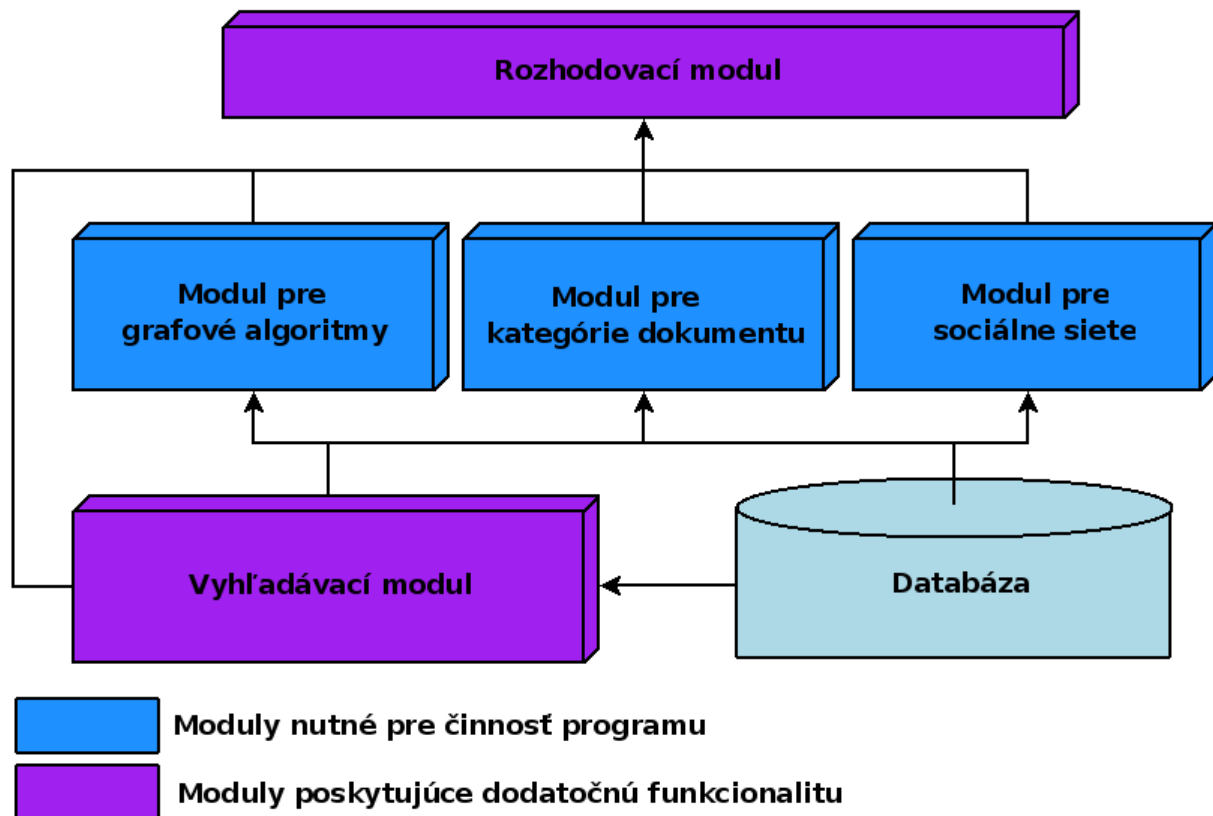 Rozhodovací modul
Modul pre
grafové algoritmy
Modul pre
kategórie dokumentu
Modul pre
sociálne siete
Vyhľadávací modul
Databáza
Moduly nutné pre činnosť programu
Moduly poskytujúce dodatočnú funkcionalitu